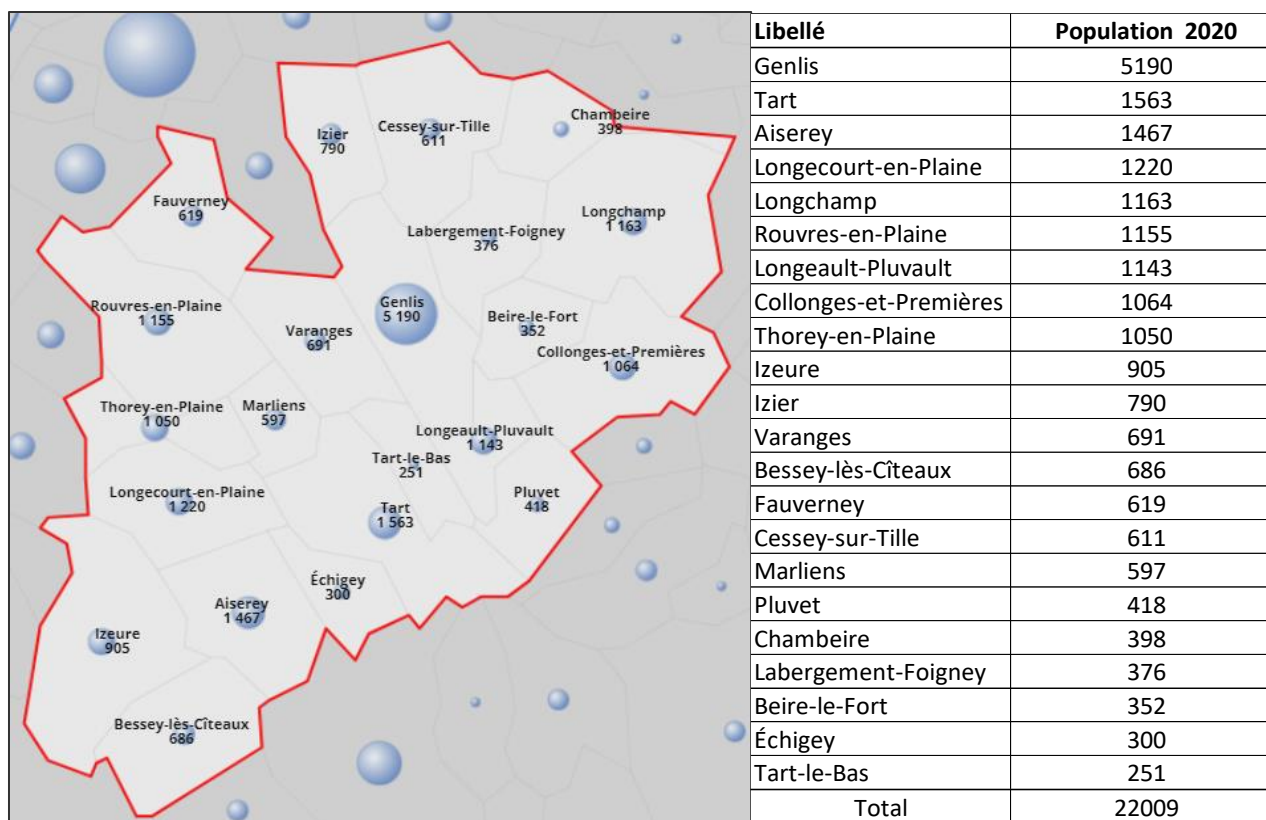 Chambeire
398
Izier
790
Cessey-sur-Tille
611
Fauverney
619
Longchamp
1 163
Labergement-Foigney
376
Rouvres-en-Plaine
1 155
Genlis
5 190
Varanges
691
Beire-le-Fort
352
Collonges-et-Premières
1 064
Thorey-en-Plaine
1 050
Marliens
597
Longeault-Pluvault
1 143
Tart-le-Bas
251
Longecourt-en-Plaine
1 220
Tart
1 563
Pluvet
418
Échigey
300
Aiserey
1 467
Izeure
905
Bessey-lès-Cîteaux
686
Libellé Population 2020
Genlis 5190
Tart 1563
Aiserey 1467
Longecourt-en-Plaine 1220
Longchamp 1163
Rouvres-en-Plaine 1155
Longeault-Pluvault 1143
Collonges-et-Premières 1064
Thorey-en-Plaine 1050
Izeure 905
Izier 790
Varanges 691
Bessey-lès-Cîteaux 686
Fauverney 619
Cessey-sur-Tille 611
Marliens 597
Pluvet 418
Chambeire 398
Labergement-Foigney 376
Beire-le-Fort 352
Échigey 300
Tart-le-Bas 251
Total 22009